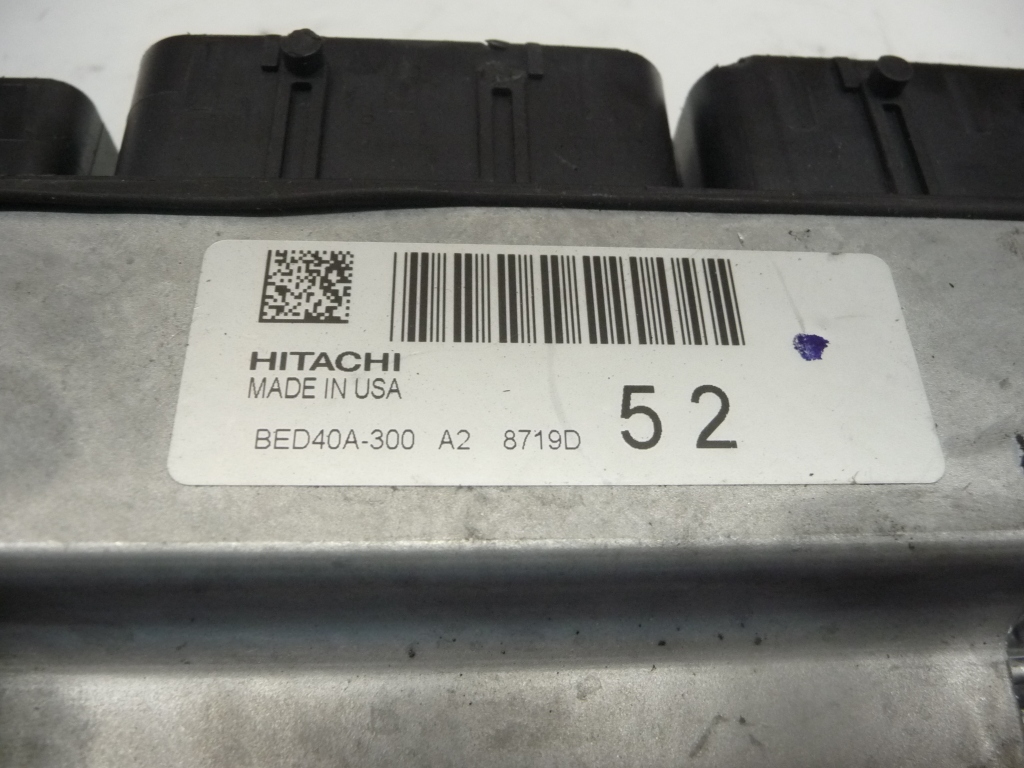 HITACHI
MADE IN USA
BED40A-300 A2 8719D 52